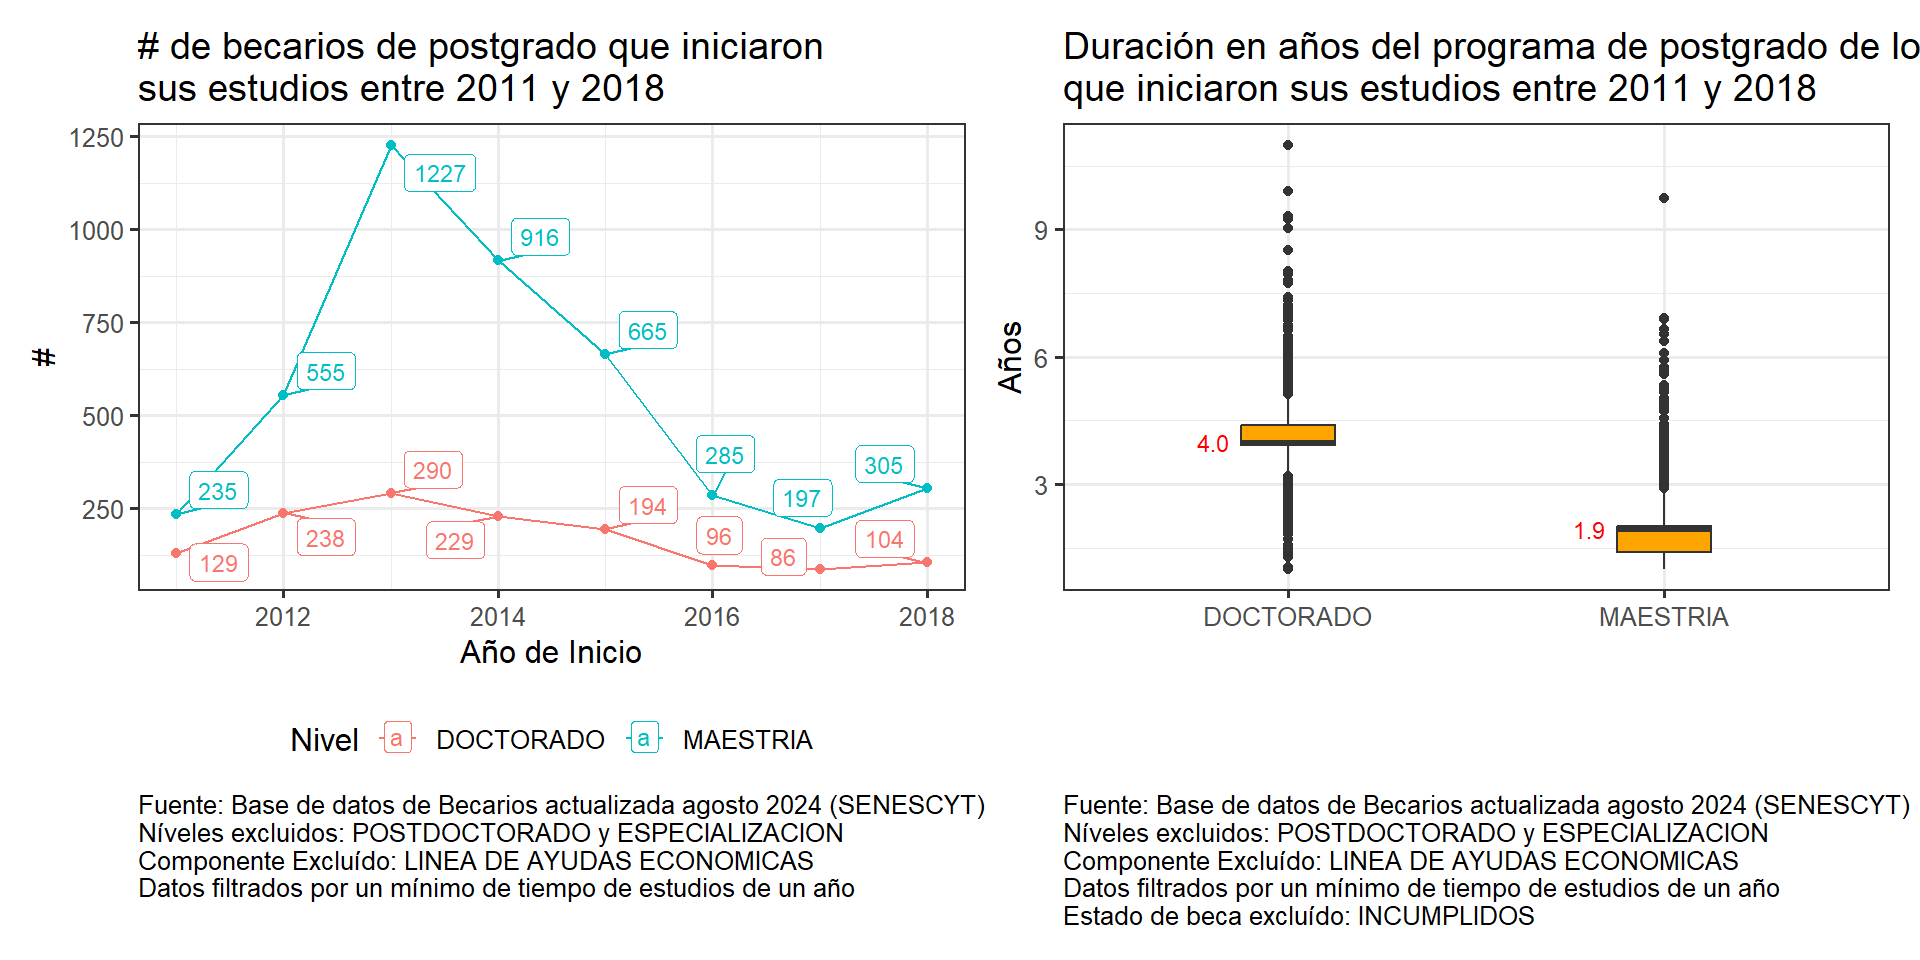 # de becarios de postgrado que iniciaron
sus estudios entre 2011 y 2018
1250
1000
750
500
250
#
1227
916
665
555
285
305
235
197
290
194
238
229
96
104
129
86
2012
2014
2016
2018
Año de Inicio
Nivel
a
DOCTORADO
a
MAESTRIA
Fuente: Base de datos de Becarios actualizada agosto 2024 (SENESCYT)
Níveles excluidos: POSTDOCTORADO y ESPECIALIZACION
Componente Excluído: LINEA DE AYUDAS ECONOMICAS
Datos filtrados por un mínimo de tiempo de estudios de un año
Duración en años del programa de postgrado de lo
que iniciaron sus estudios entre 2011 y 2018
9
6
3
Años
4.0
1.9
DOCTORADO
MAESTRIA
Fuente: Base de datos de Becarios actualizada agosto 2024 (SENESCYT)
Níveles excluidos: POSTDOCTORADO y ESPECIALIZACION
Componente Excluído: LINEA DE AYUDAS ECONOMICAS
Datos filtrados por un mínimo de tiempo de estudios de un año
Estado de beca excluído: INCUMPLIDOS